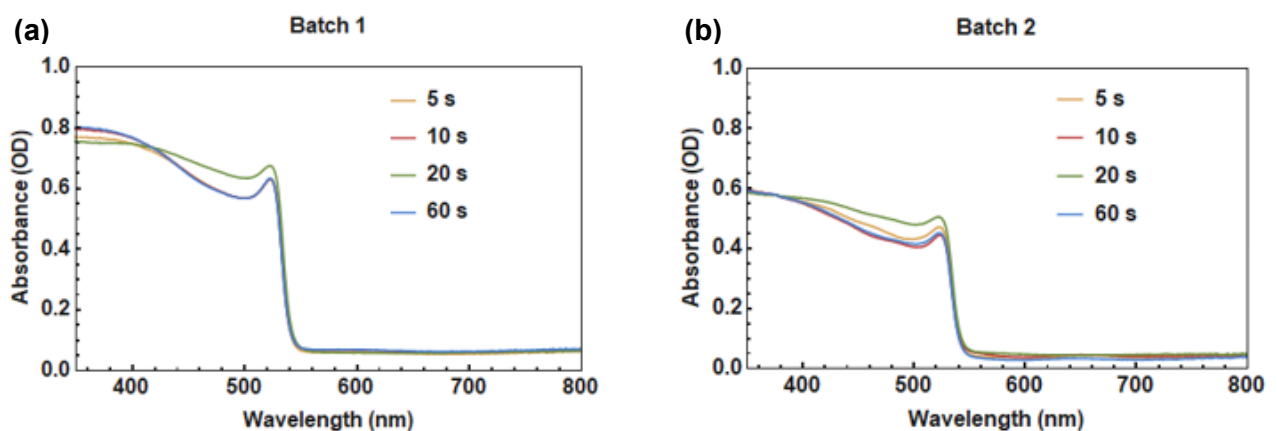 (a)
Batch 1
Absorbance (OD)
1.0
0.8
0.6
0.4
0.2
0.0
5 s
10 s
20 s
60 s
400 500 600 700 800
Wavelength (nm)
(b)
Batch 2
Absorbance (OD)
1.0
0.8
0.6
0.4
0.2
0.0
5 s
10 s
20 s
60 s
400 500 600 700 800
Wavelength (nm)